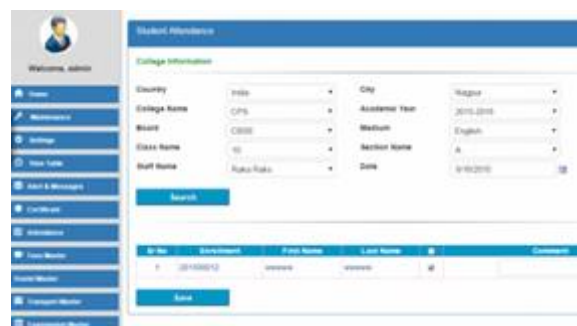 Student Attendance
Welcome, admin
College Information
Home
Maintenance
Settings
Time Table
Alert & Messages
Certificate
Attendance
Fees Master
Transport Master
Country India City Nagpur
College Name CPS Academic Year
Board CBSE Medium English
Class Name 10 Section Name A
Staff Name Date
Search
Sr No Enrollment First Name Last Name Comment
1
Save